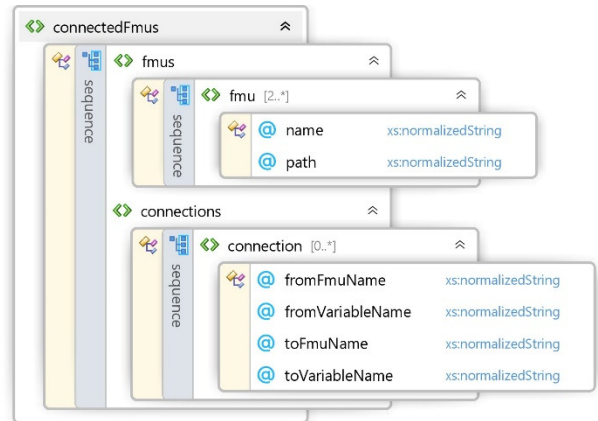 connectedFmus
fmus
sequence
fmu [2..*]
sequence
name xs:normalizedString
path xs:normalizedString
connections
connection [0..*]
sequence
fromFmuName xs:normalizedString
fromVariableName xs:normalizedString
toFmuName xs:normalizedString
toVariableName xs:normalizedString